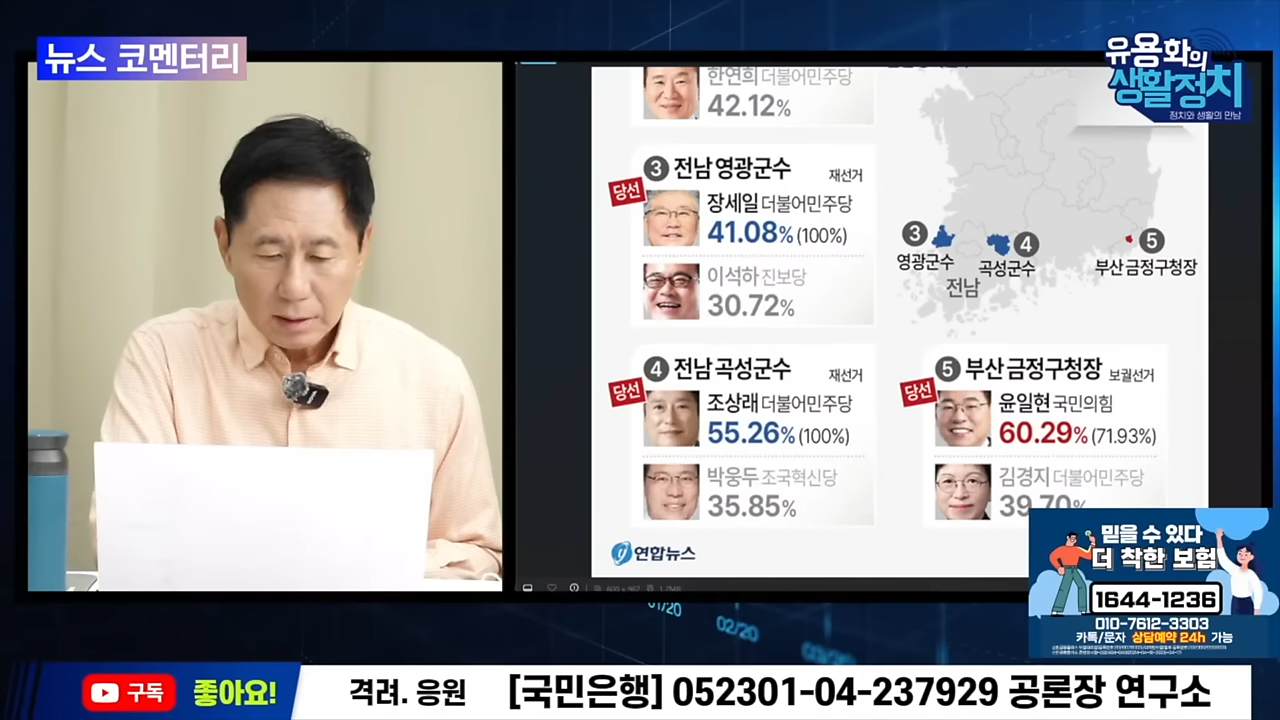 뉴스 코멘터리
유용화의
생활정치
정치와 생활의 만남
한연희 더불어민주당
42.12%
3 전남 영광군수 재선거
당선
장세일 더불어민주당
41.08% (100%)
이석하 진보당
30.72%
4 전남 곡성군수 재선거
당선
조상래 더불어민주당
55.26% (100%)
박웅두 조국혁신당
35.85%
연합뉴스
3
영광군수
4
곡성군수
전남
5
부산 금정구청장
5 부산 금정구청장 보궐선거
당선
윤일현 국민의힘
60.29% (71.93%)
김경지 더불어민주당
39.70%
믿을 수 있다
더 착한 보험
1644-1236
010-7612-3303
카톡/문자 상담예약 24h 가능
01/20
02/20
구독
좋아요!
격려. 응원 [국민은행] 052301-04-237929 공론장 연구소